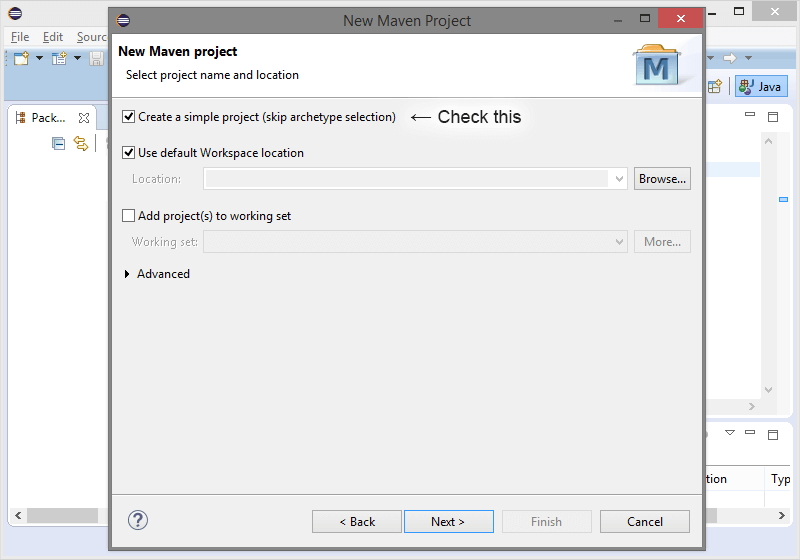 New Maven Project
File Edit Sourc
Pack...
Java
New Maven project
Select project name and location
M
Create a simple project (skip archetype selection) ← Check this
Use default Workspace location
Location: Browse...
Add project(s) to working set
Working set: More...
Advanced
tion Typ
? < Back Next > Finish Cancel